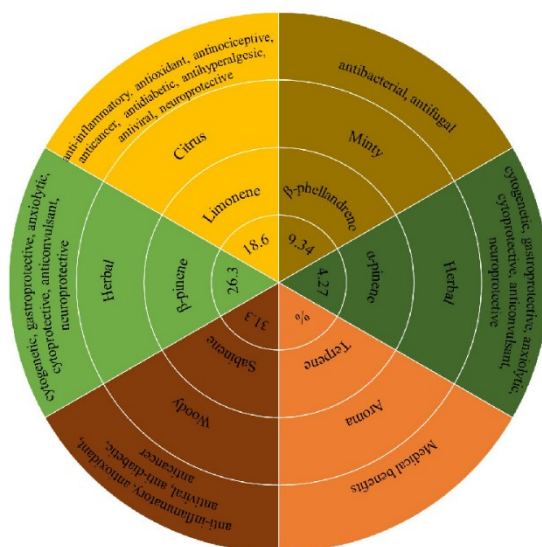 anti-inflammatory, antioxidant, antinociceptive,
anticancer, antidiabetic, antihyperalgesic,
antiviral, neuroprotective
Citrus
Limonene
18.6
antibacterial, antifugal
Minty
β-phellandrene
9.34
cytogenetic, gastroprotective, anxiolytic,
cytoprotective, anticonvulsant,
neuroprotective
Herbal
α-pinene
4.27
Medical benefits
Aroma
Terpene
%
anti-inflammatory, antioxidant,
antiviral, anti-diabetic,
anticancer
Woody
Sabinene
31.3
cytogenetic, gastroprotective, anxiolytic,
cytoprotective, anticonvulsant,
neuroprotective
Herbal
β-pinene
26.3